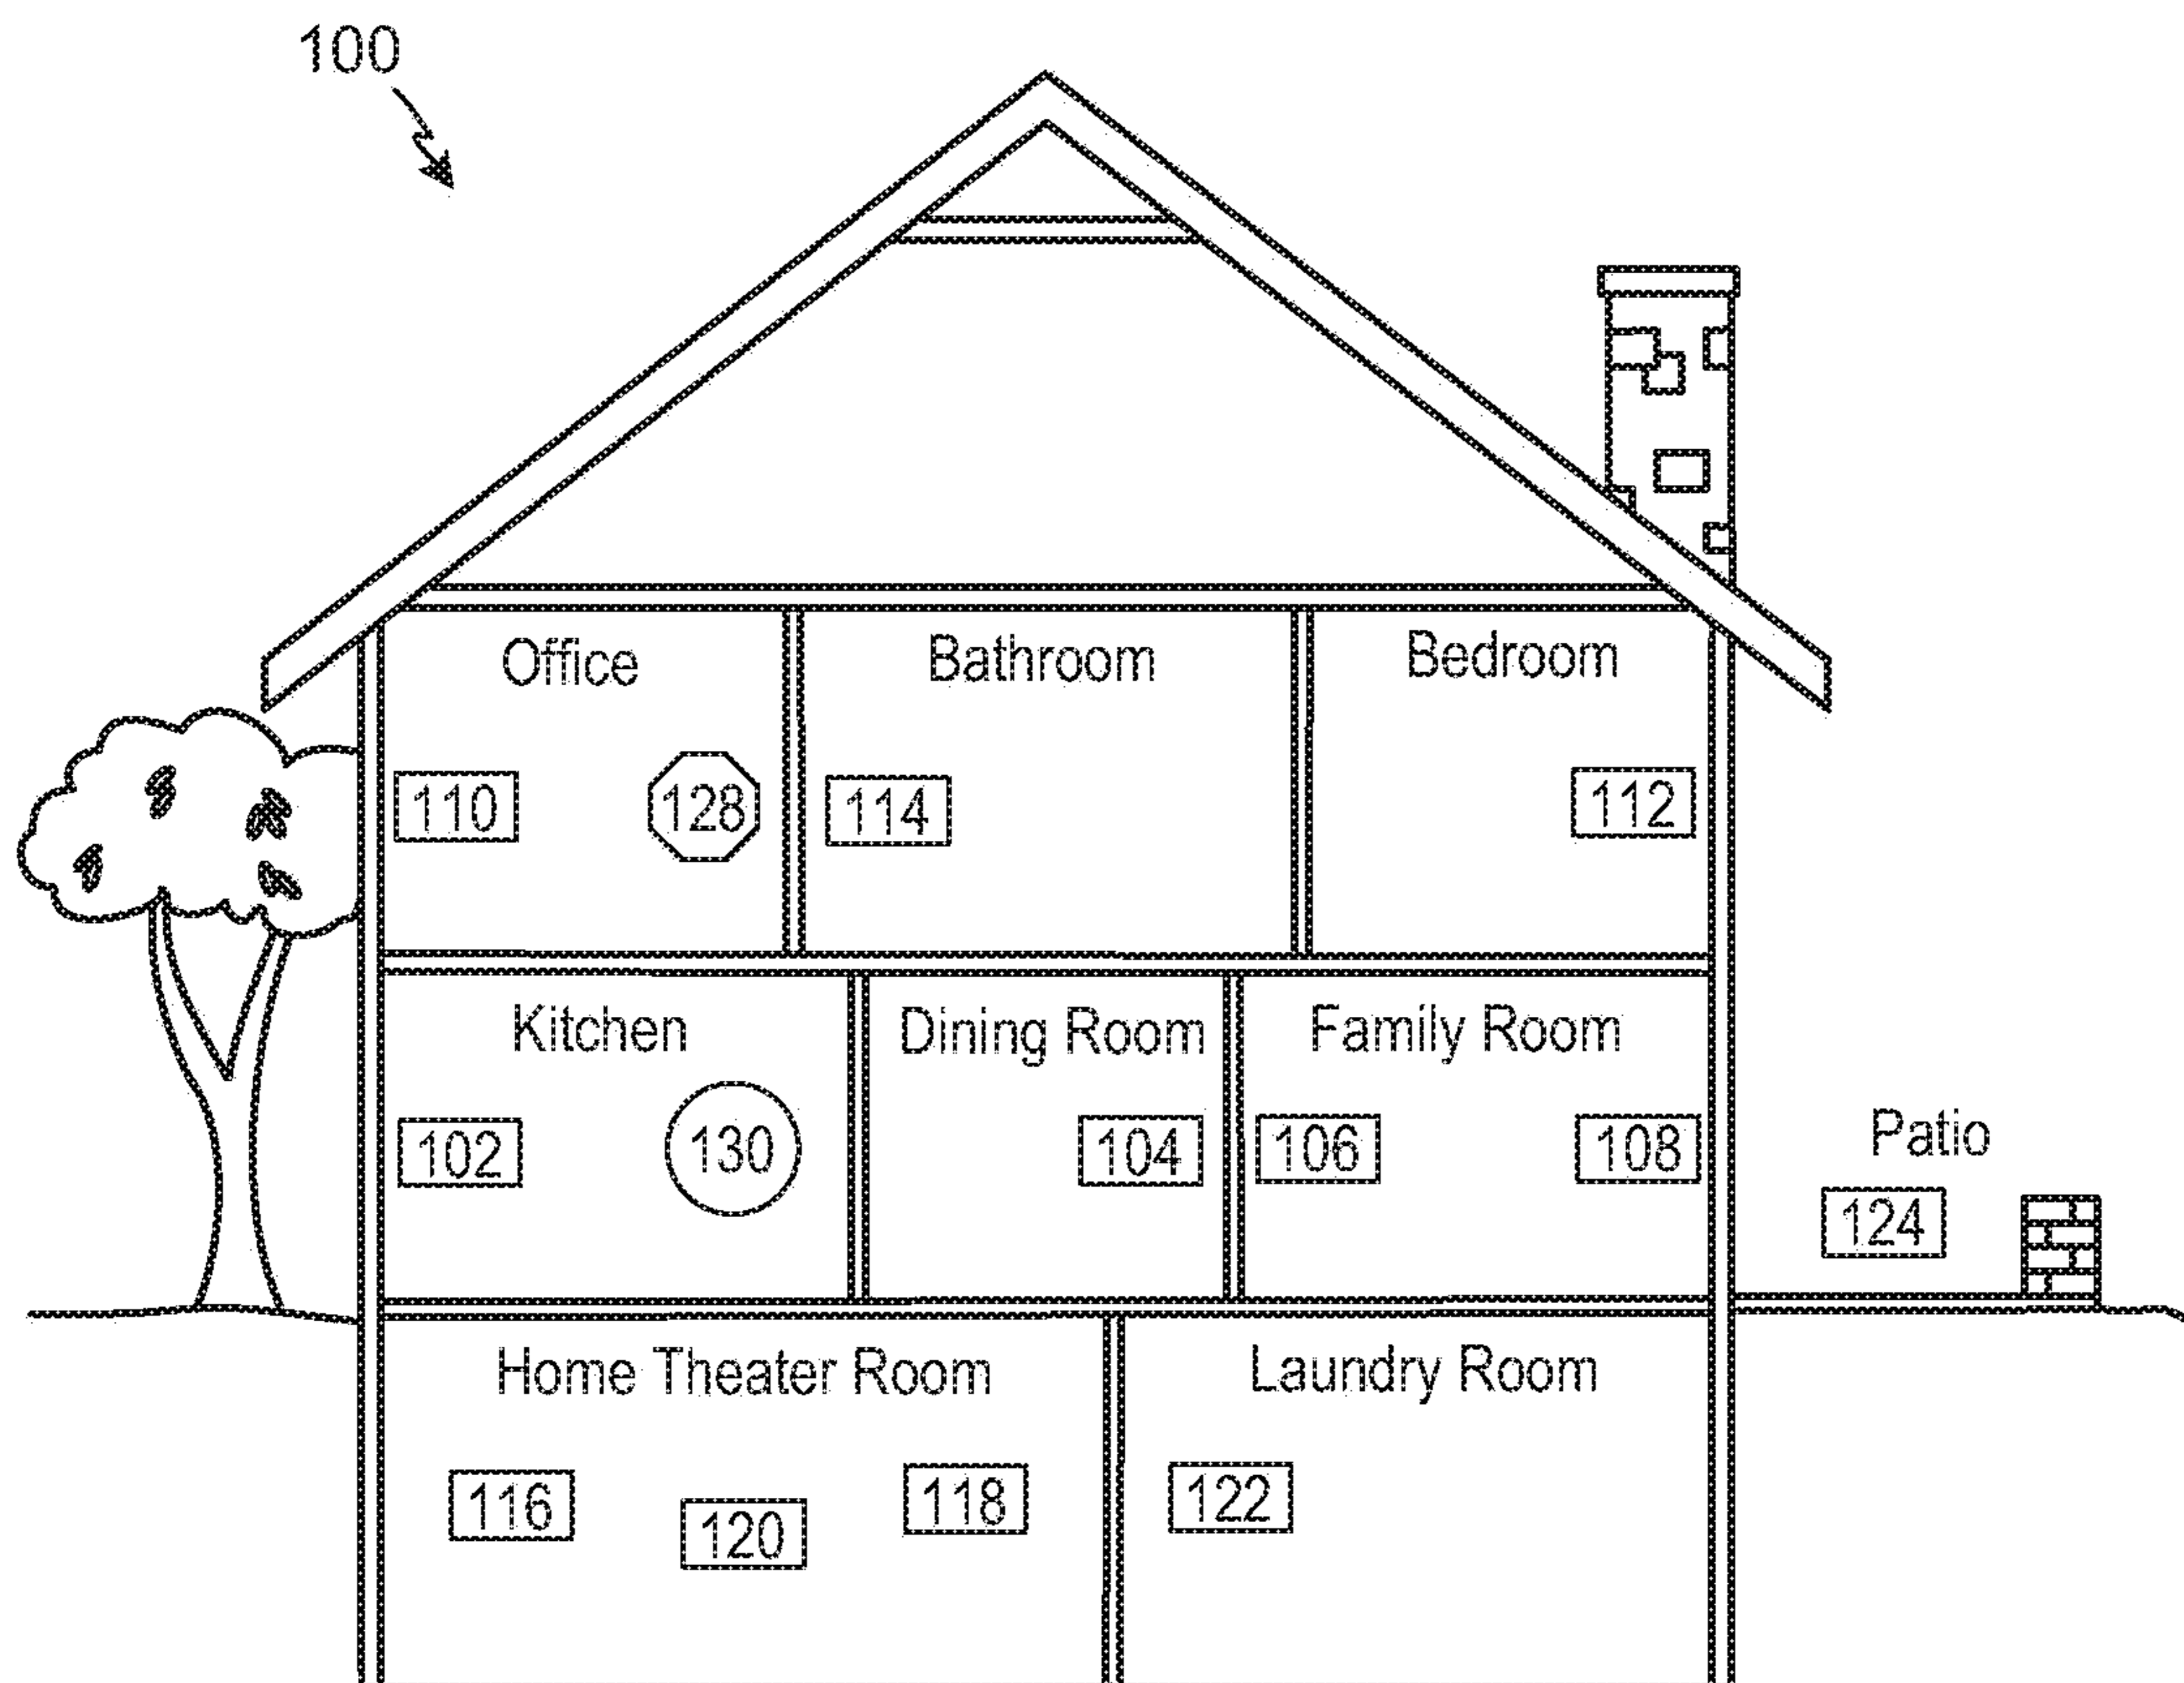 100
Office Bathroom Bedroom
110 128 114 112
Kitchen Dining Room Family Room
102 130 104 106 108 Patio
124
Home Theater Room Laundry Room
116 120 118 122